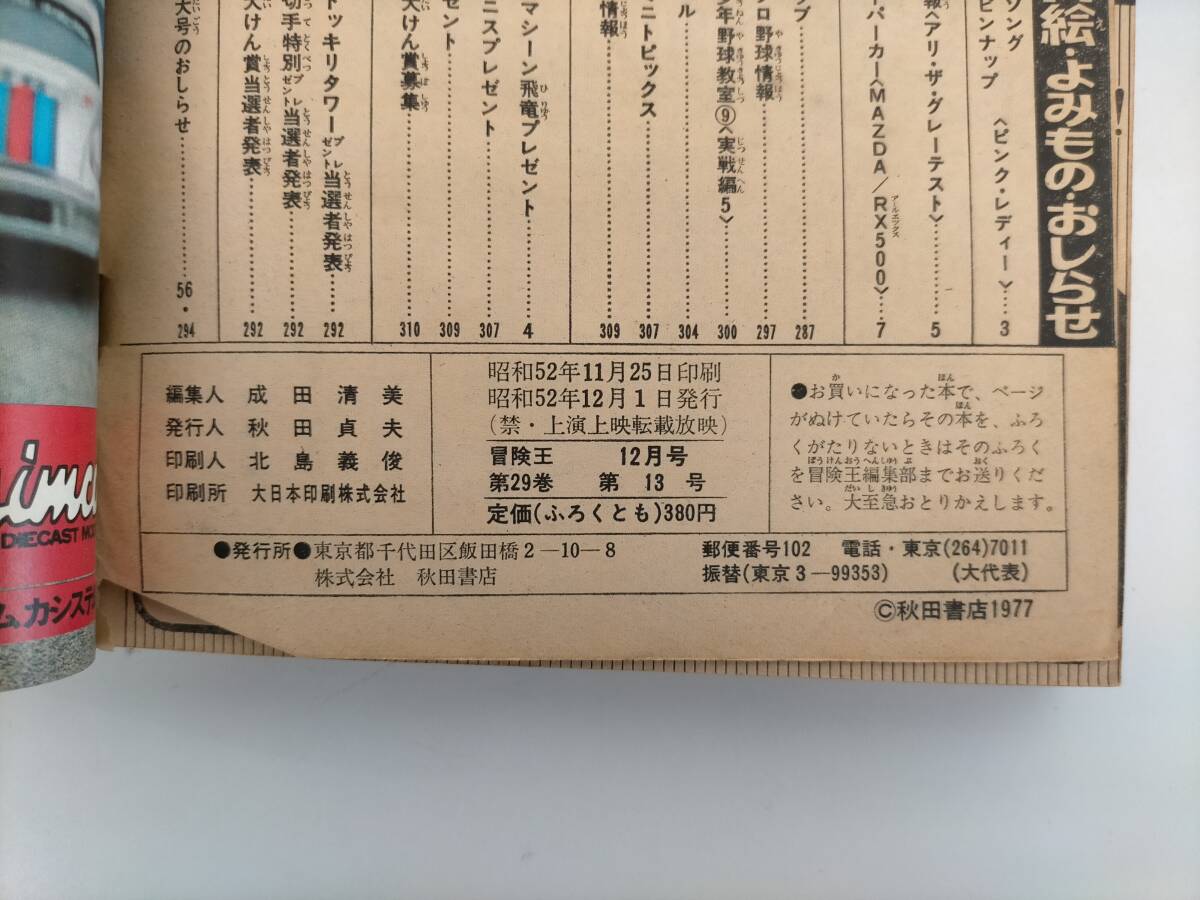 絵・よみもの・おしらせ
！
ソング
ピンナップ〈ピンク・レディー〉……3
報〈アリ・ザ・グレーテスト〉……5
ーパーカー〈MAZDA／RX500〉……7
ブ……287
プロ野球情報……297
年野球教室⑨〈実戦編5〉……300
ル……304
ニトピックス……307
情報……309
マシーン飛竜プレゼント……4
ニスプレゼント……307
ゼント……309
大けん賞募集……310
トッキリタワープレゼント当選者発表……292
切手特別プレゼント当選者発表……292
大けん賞当選者発表……292
大号のおしらせ……56・294
●お買いになった本で、ページ
がぬけていたらその本を、ふろ
くがたりないときはそのふろく
を冒険王編集部までお送りくだ
さい。大至急おとりかえします。
昭和52年11月25日印刷
昭和52年12月1日発行
（禁・上演上映転載放映）
冒険王　12月号
第29巻　第13号
定価（ふろくとも）380円
編集人　成田清美
発行人　秋田貞夫
印刷人　北島義俊
印刷所　大日本印刷株式会社
●発行所●東京都千代田区飯田橋2―10―8
株式会社　秋田書店
郵便番号102　電話・東京（264）7011
振替（東京3―99353）　（大代表）
©秋田書店1977
DIECAST
カーシステ